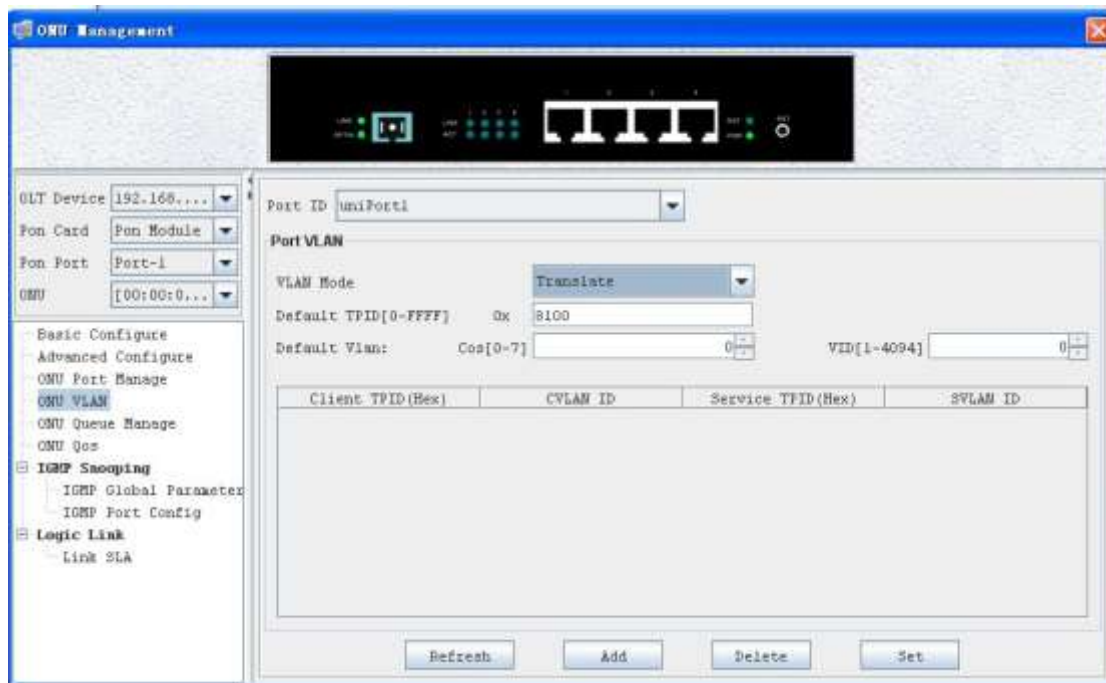 ONU Management
1 2 3 4
OLT Device 192.168....
Pon Card Pon Module
Pon Port Port-1
ONU [00:00:0...
Basic Configure
Advanced Configure
ONU Port Manage
ONU VLAN
ONU Queue Manage
ONU Qos
IGMP Snooping
IGMP Global Parameter
IGMP Port Config
Logic Link
Link SLA
Port ID uniPort1
Port VLAN
VLAN Mode Translate
Default TPID[0-FFFF] 0x 8100
Default Vlan: Cos[0-7] 0 VID[1-4094] 0
Client TPID(Hex) CVLAN ID Service TPID(Hex) SVLAN ID
Refresh Add Delete Set